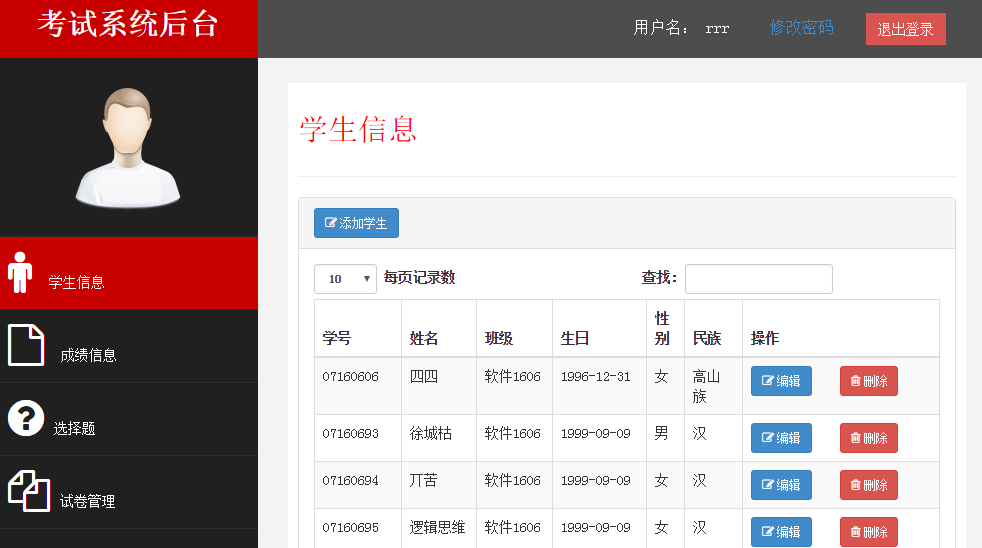 考试系统后台
用户名： rrr 修改密码 退出登录
学生信息
学生信息
成绩信息
选择题
试卷管理
添加学生
10 每页记录数 查找:
学号 姓名 班级 生日 性别 民族 操作
07160606 四四 软件1606 1996-12-31 女 高山族 编辑 删除
07160693 徐城枯 软件1606 1999-09-09 男 汉 编辑 删除
07160694 丌苦 软件1606 1999-09-09 女 汉 编辑 删除
07160695 逻辑思维 软件1606 1999-09-09 女 汉 编辑 删除